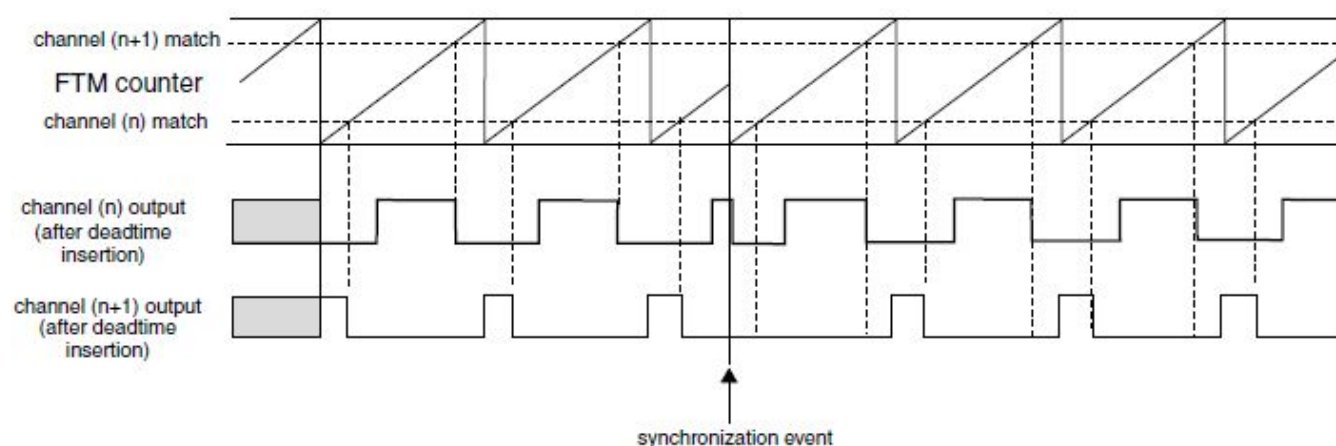 channel (n+1) match
FTM counter
channel (n) match
channel (n) output
(after deadtime
insertion)
channel (n+1) output
(after deadtime
insertion)
synchronization event